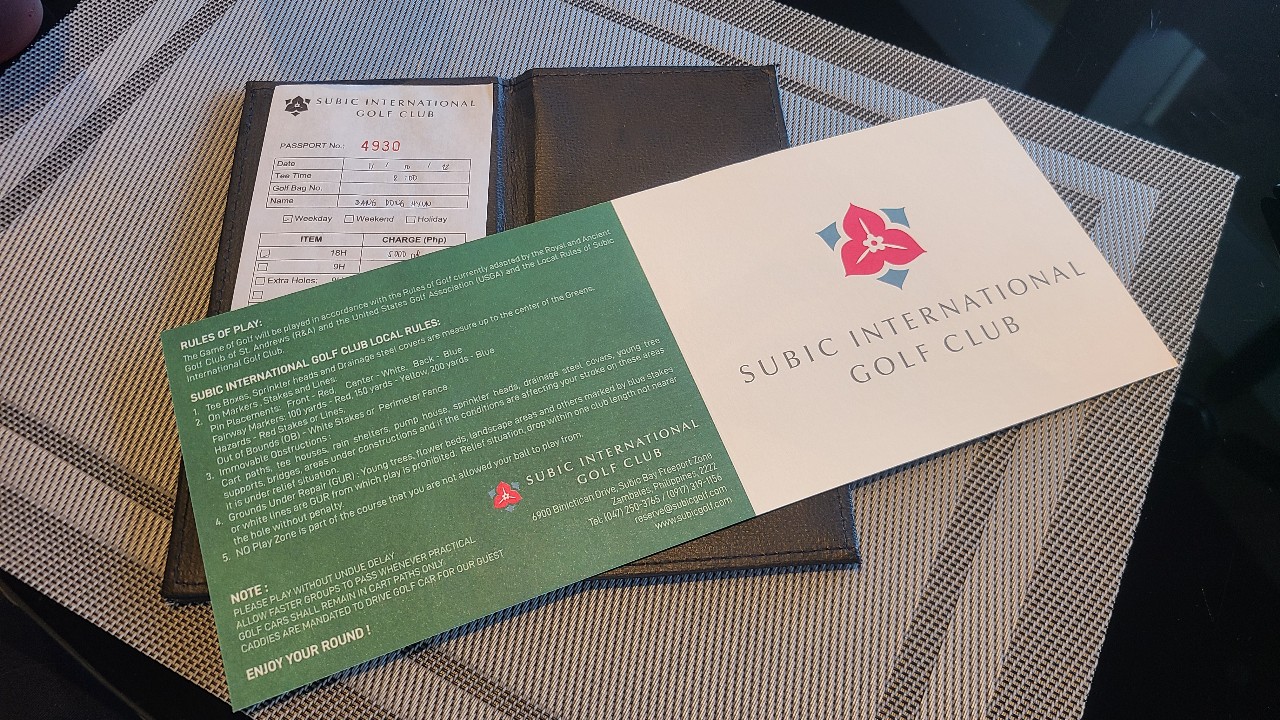 SUBIC INTERNATIONAL
GOLF CLUB
PASSPORT No.: 4930
Date
Tee Time
Golf Bag No.
Name
Weekday Weekend Holiday
ITEM CHARGE (Php)
18H
9H
Extra Holes:
RULES OF PLAY:
The Game of Golf will be played in accordance with the Rules of Golf currently adapted by the Royal and Ancient
Golf Club of St. Andrews (R&A) and the United States Golf Association (USGA) and the Local Rules of Subic
International Golf Club.
SUBIC INTERNATIONAL GOLF CLUB LOCAL RULES:
1. Tee Boxes, Sprinkler heads and Drainage steel covers are measure up to the center of the Greens.
2. On Markers, Stakes and Lines:
Pin Placements: Front - Red, Center - White, Back - Blue
Fairway Markers: 100 yards - Red, 150 yards - Yellow, 200 yards - Blue
Hazards - Red Stakes or Lines;
Out of Bounds (OB) - White Stakes or Perimeter Fence
3. Immovable Obstructions :
Cart paths, tee houses, rain shelters, pump house, sprinkler heads, drainage steel covers, young tree
supports, bridges, areas under constructions and if the conditions are affecting your stroke on these areas
it is under relief situation.
4. Grounds Under Repair (GUR) : Young trees, flower beds, landscape areas and others marked by blue stakes
or white lines are GUR from which play is prohibited. Relief situation, drop within one club length not nearer
the hole without penalty.
5. NO Play Zone is part of the course that you are not allowed your ball to play from.
SUBIC INTERNATIONAL
GOLF CLUB
6900 Binictican Drive, Subic Bay Freeport Zone
Zambales, Philippines, 2222
Tel. (047) 250-3765 / (0917) 319-1156
reserve@subicgolf.com
www.subicgolf.com
NOTE :
PLEASE PLAY WITHOUT UNDUE DELAY
ALLOW FASTER GROUPS TO PASS WHENEVER PRACTICAL
GOLF CARS SHALL REMAIN IN CART PATHS ONLY
CADDIES ARE MANDATED TO DRIVE GOLF CAR FOR OUR GUEST
ENJOY YOUR ROUND !
SUBIC INTERNATIONAL
GOLF CLUB